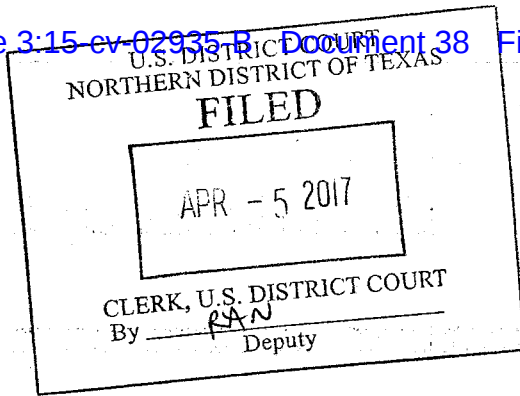 e 3:15-cv-02935-B Document 38 Fi
U.S. DISTRICT COURT
NORTHERN DISTRICT OF TEXAS
FILED
APR - 5 2017
CLERK, U.S. DISTRICT COURT
By RAN
Deputy